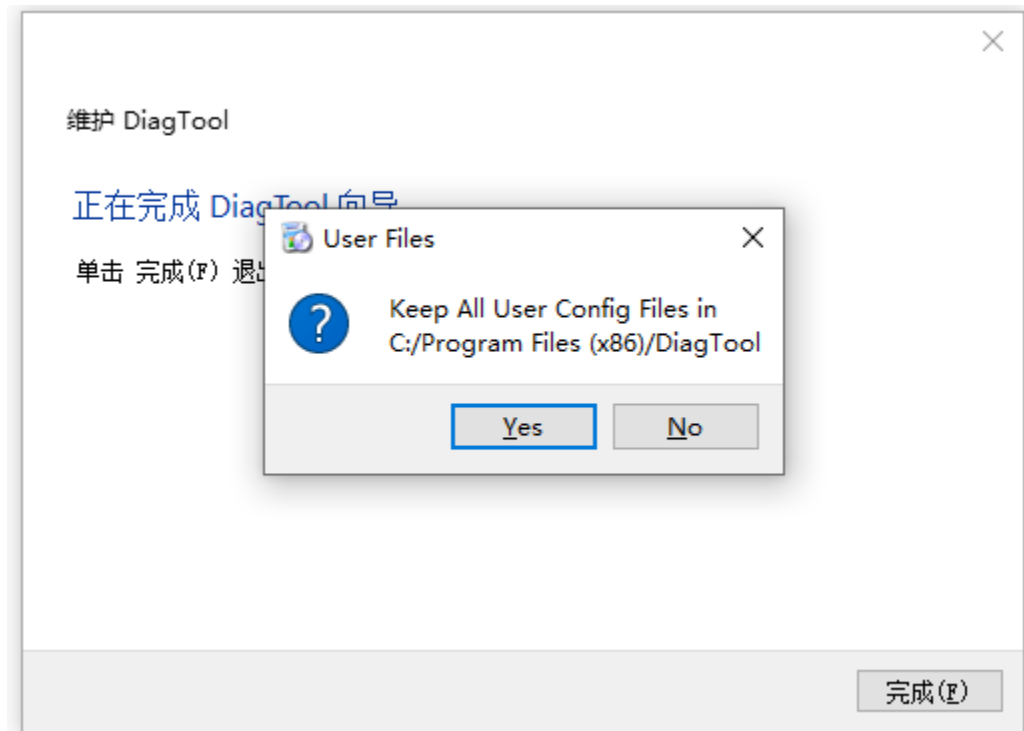 维护 DiagTool
正在完成 DiagTool 向导
单击 完成(F) 退出
User Files
Keep All User Config Files in
C:/Program Files (x86)/DiagTool
Yes
No
完成(F)